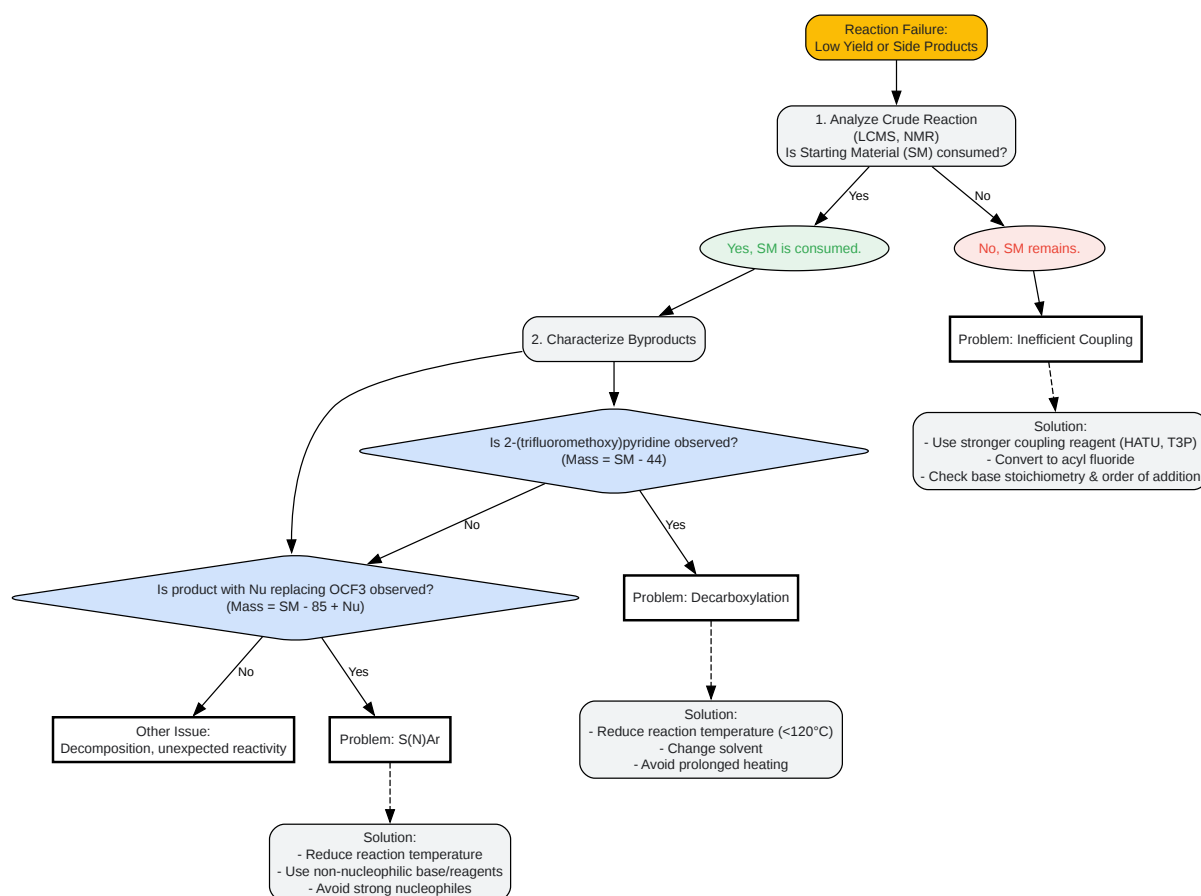 Reaction Failure:
Low Yield or Side Products
1. Analyze Crude Reaction
(LCMS, NMR)
Is Starting Material (SM) consumed?
Yes
No
Yes, SM is consumed.
No, SM remains.
2. Characterize Byproducts
Problem: Inefficient Coupling
Is 2-(trifluoromethoxy)pyridine observed?
(Mass = SM - 44)
Solution:
- Use stronger coupling reagent (HATU, T3P)
- Convert to acyl fluoride
- Check base stoichiometry & order of addition
No
Yes
Is product with Nu replacing OCF3 observed?
(Mass = SM - 85 + Nu)
Problem: Decarboxylation
No
Yes
Other Issue:
Decomposition, unexpected reactivity
Problem: S(N)Ar
Solution:
- Reduce reaction temperature (<120°C)
- Change solvent
- Avoid prolonged heating
Solution:
- Reduce reaction temperature
- Use non-nucleophilic base/reagents
- Avoid strong nucleophiles